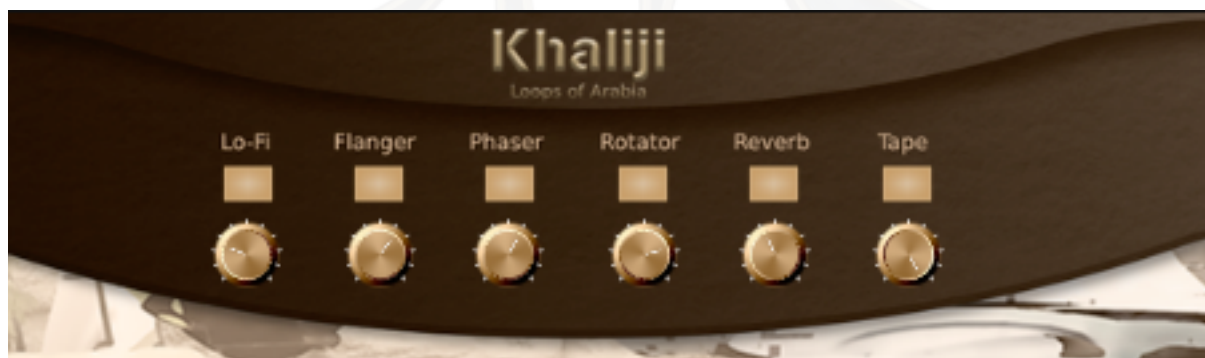 Khaliji
Loops of Arabia
Lo-Fi Flanger Phaser Rotator Reverb Tape